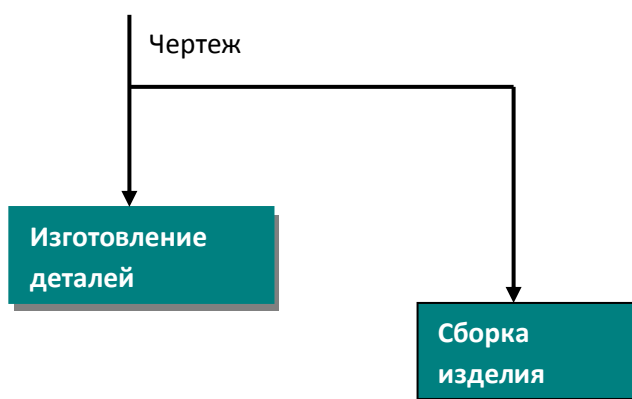 Чертеж
Изготовление
деталей
Сборка
изделия